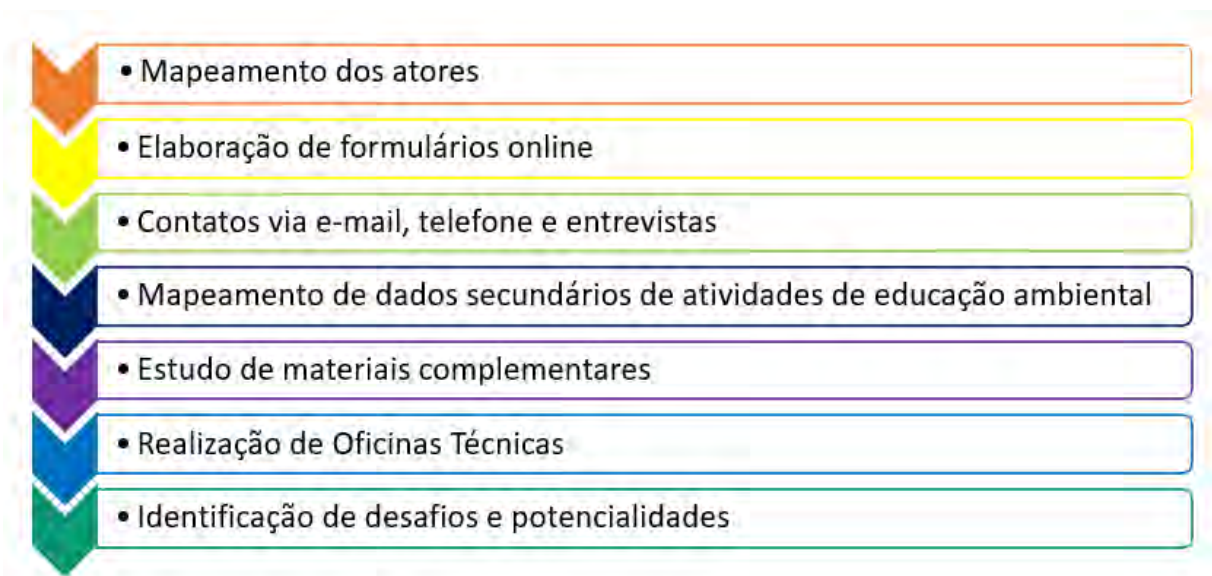 • Mapeamento dos atores
• Elaboração de formulários online
• Contatos via e-mail, telefone e entrevistas
• Mapeamento de dados secundários de atividades de educação ambiental
• Estudo de materiais complementares
• Realização de Oficinas Técnicas
• Identificação de desafios e potencialidades